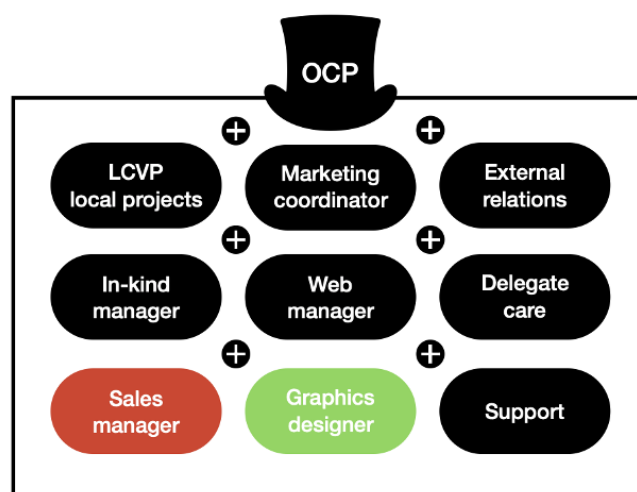 OCP
LCVP
local projects
Marketing
coordinator
External
relations
In-kind
manager
Web
manager
Delegate
care
Sales
manager
Graphics
designer
Support